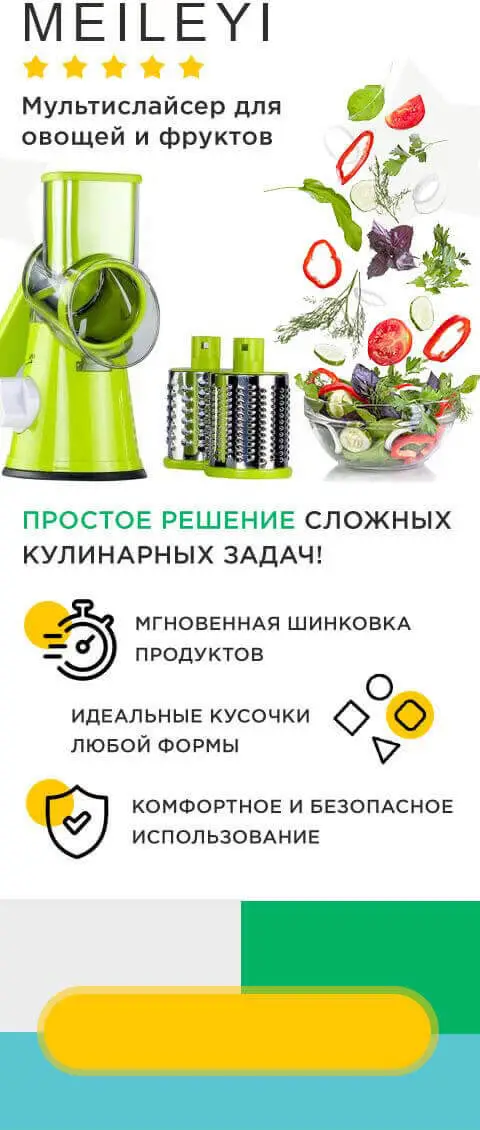 MEILEYI
Мультислайсер для
овощей и фруктов
ПРОСТОЕ РЕШЕНИЕ СЛОЖНЫХ
КУЛИНАРНЫХ ЗАДАЧ!
МГНОВЕННАЯ ШИНКОВКА
ПРОДУКТОВ
ИДЕАЛЬНЫЕ КУСОЧКИ
ЛЮБОЙ ФОРМЫ
КОМФОРТНОЕ И БЕЗОПАСНОЕ
ИСПОЛЬЗОВАНИЕ